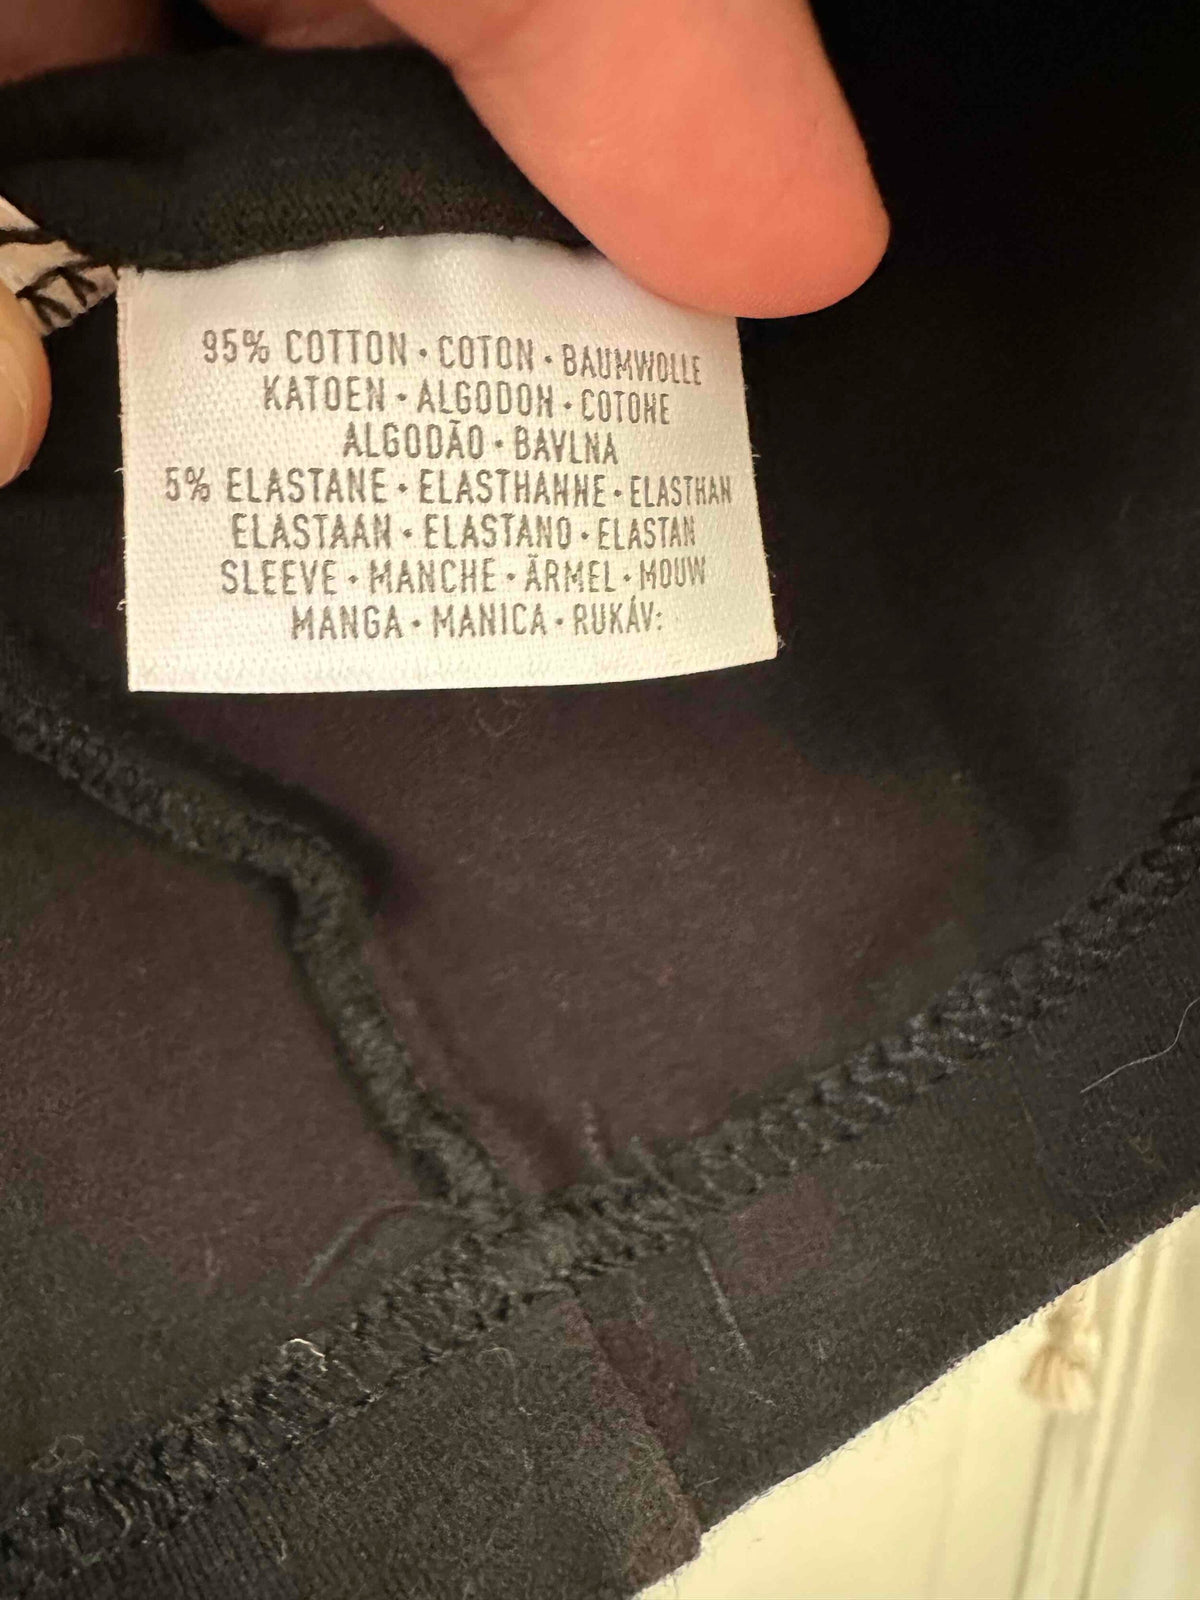 95% COTTON • COTON • BAUMWOLLE
KATOEN • ALGODON • COTONE
ALGODÃO • BAVLNA
5% ELASTANE • ELASTHANNE • ELASTHAN
ELASTAAN • ELASTANO • ELASTAN
SLEEVE • MANCHE • ÄRMEL • MOUW
MANGA • MANICA • RUKÁV: